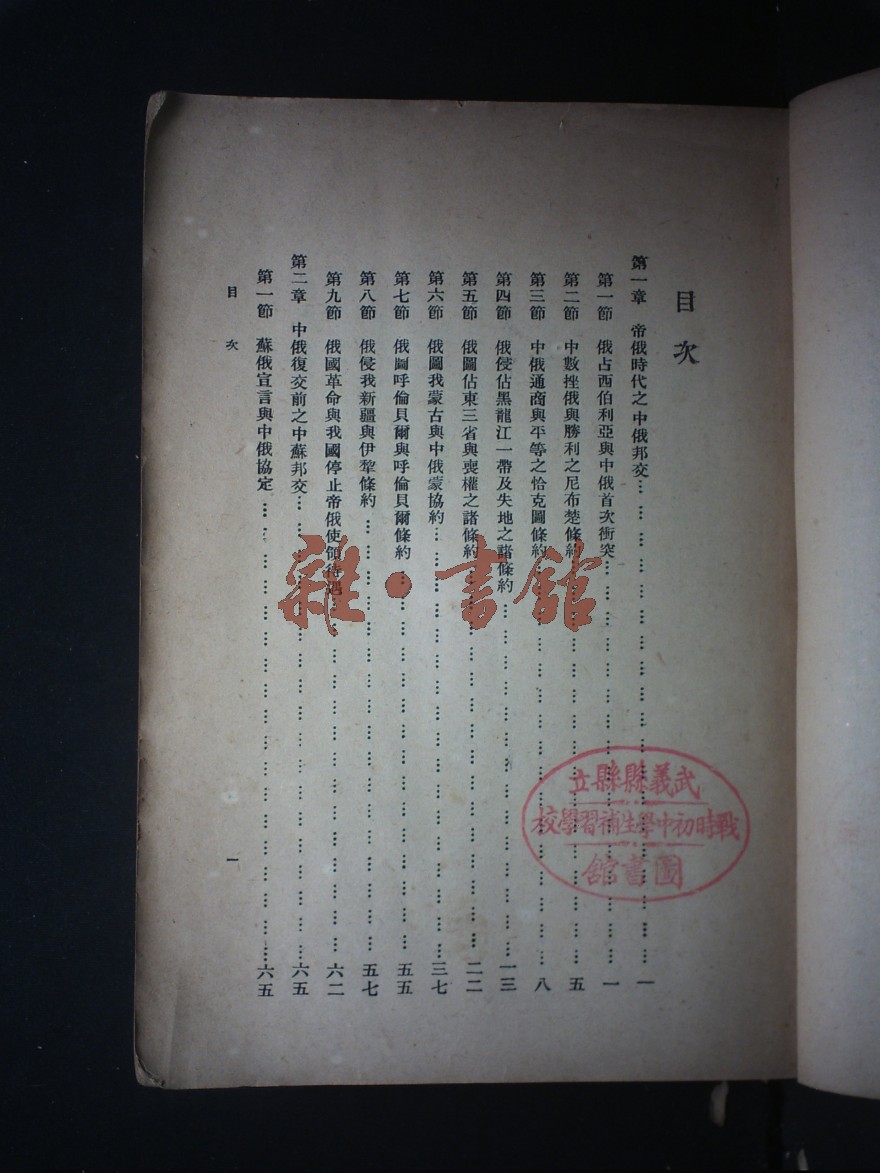 目次
第一章　帝俄時代之中俄邦交…………………………一
第一節　俄占西伯利亞與中俄首次衝突…………………………一
第二節　中數挫俄與勝利之尼布楚條約…………………………五
第三節　中俄通商與平等之恰克圖條約…………………………八
第四節　俄侵佔黑龍江一帶及失地之諸條約…………………………一三
第五節　俄圖佔東三省與喪權之諸條約…………………………二二
第六節　俄圖我蒙古與中俄蒙協約…………………………三七
第七節　俄圖呼倫貝爾與呼倫貝爾條約…………………………五五
第八節　俄侵我新疆與伊犂條約…………………………五七
第九節　俄國革命與我國停止帝俄使領待遇…………………………六二
第二章　中俄復交前之中蘇邦交…………………………六五
第一節　蘇俄宣言與中俄協定…………………………六五
目次　一
雜·書館
武義縣縣立
戰時初中學生補習學校
圖書館